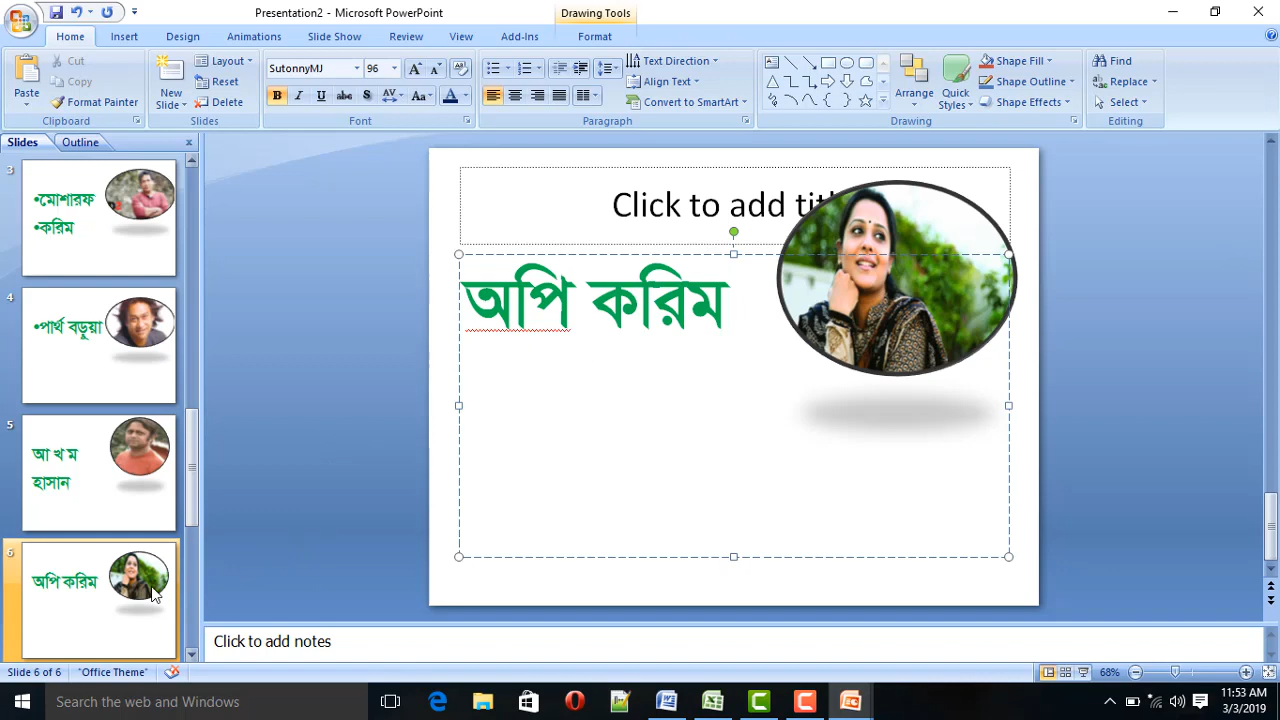 Presentation2 - Microsoft PowerPoint
Drawing Tools
Home Insert Design Animations Slide Show Review View Add-Ins Format
Paste
Cut
Copy
Format Painter
Clipboard
New Slide
Layout
Reset
Delete
Slides
SutonnyMJ 96
B I U abc S AV Aa A
Font
Text Direction
Align Text
Convert to SmartArt
Paragraph
Arrange
Quick Styles
Shape Fill
Shape Outline
Shape Effects
Drawing
Find
Replace
Select
Editing
Slides Outline
3
•মোশারফ
•করিম
4
•পার্থ বড়ুয়া
5
আ খ ম
হাসান
6
অপি করিম
Click to add title
অপি করিম
Click to add notes
Slide 6 of 6 "Office Theme" 68%
Search the web and Windows
11:53 AM
3/3/2019